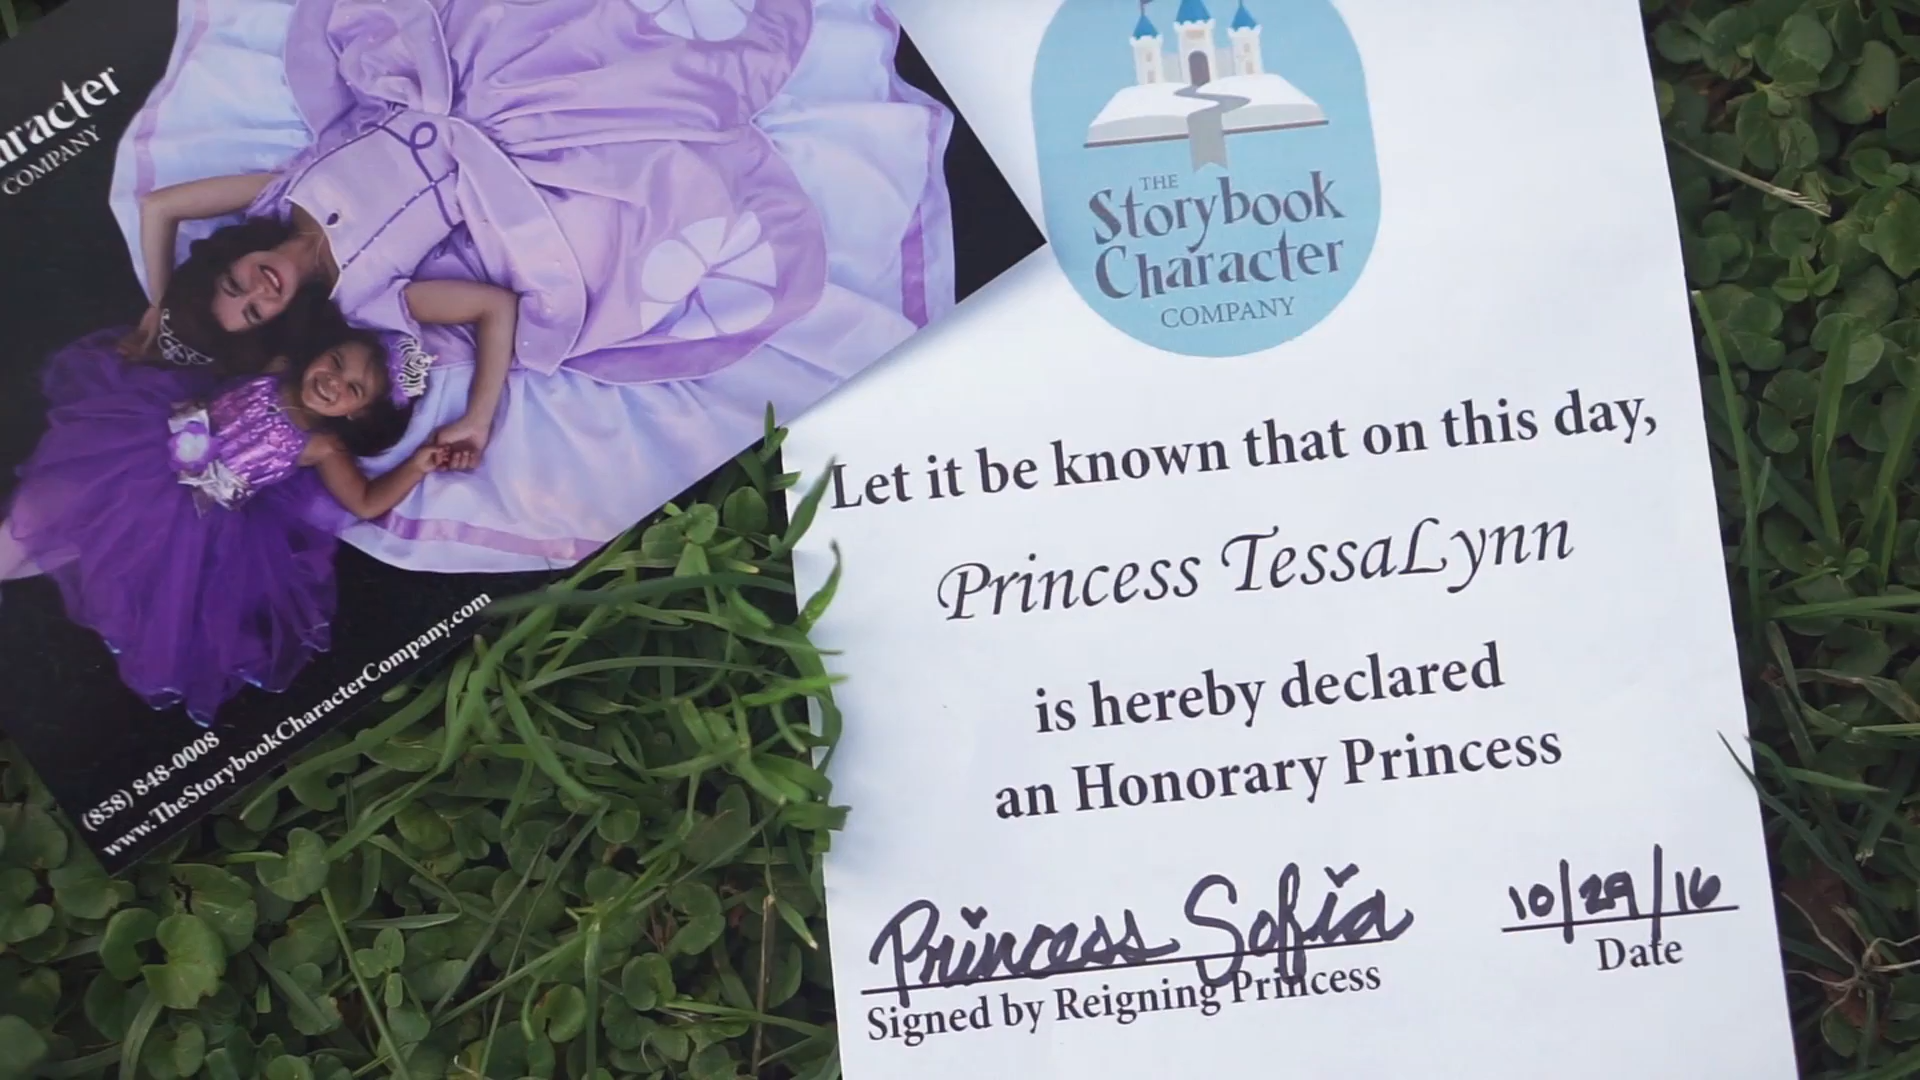 COMPANY
(858) 848-0008
www.TheStorybookCharacterCompany.com
THE
Storybook
Character
COMPANY
Let it be known that on this day,
Princess TessaLynn
is hereby declared
an Honorary Princess
Princess Sofia
Signed by Reigning Princess
10/29/16
Date